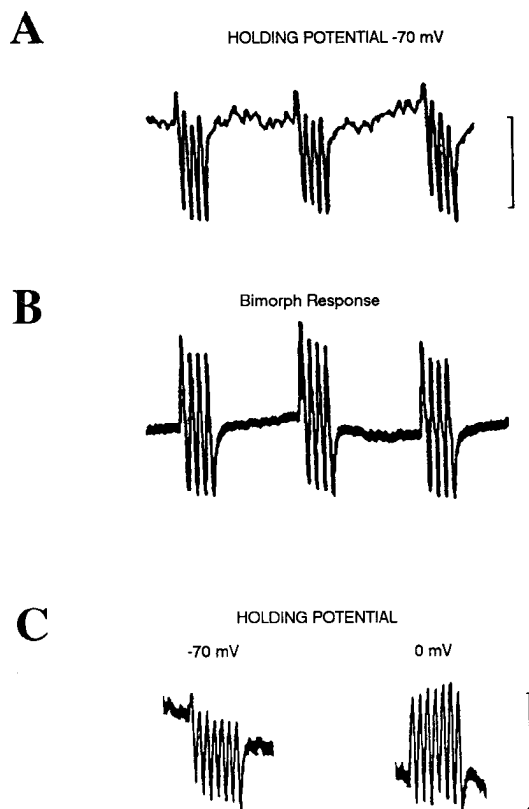 A
HOLDING POTENTIAL -70 mV
B
Bimorph Response
C
HOLDING POTENTIAL
-70 mV
0 mV